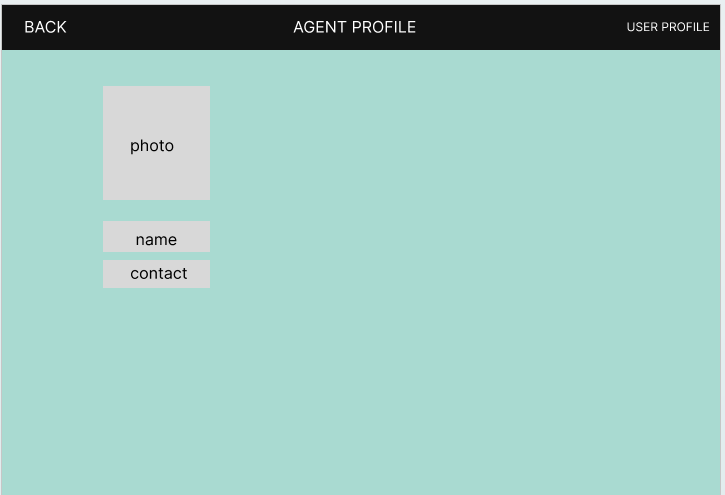 BACK
AGENT PROFILE
USER PROFILE
photo
name
contact